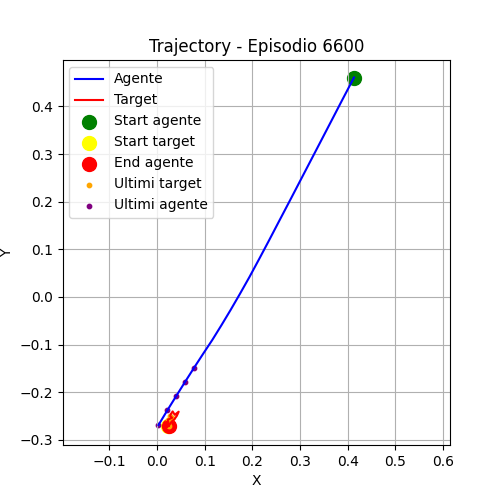 Trajectory - Episodio 6600
Agente
Target
Start agente
Start target
End agente
Ultimi target
Ultimi agente
Y
0.4
0.3
0.2
0.1
0.0
−0.1
−0.2
−0.3
−0.1 0.0 0.1 0.2 0.3 0.4 0.5 0.6
X